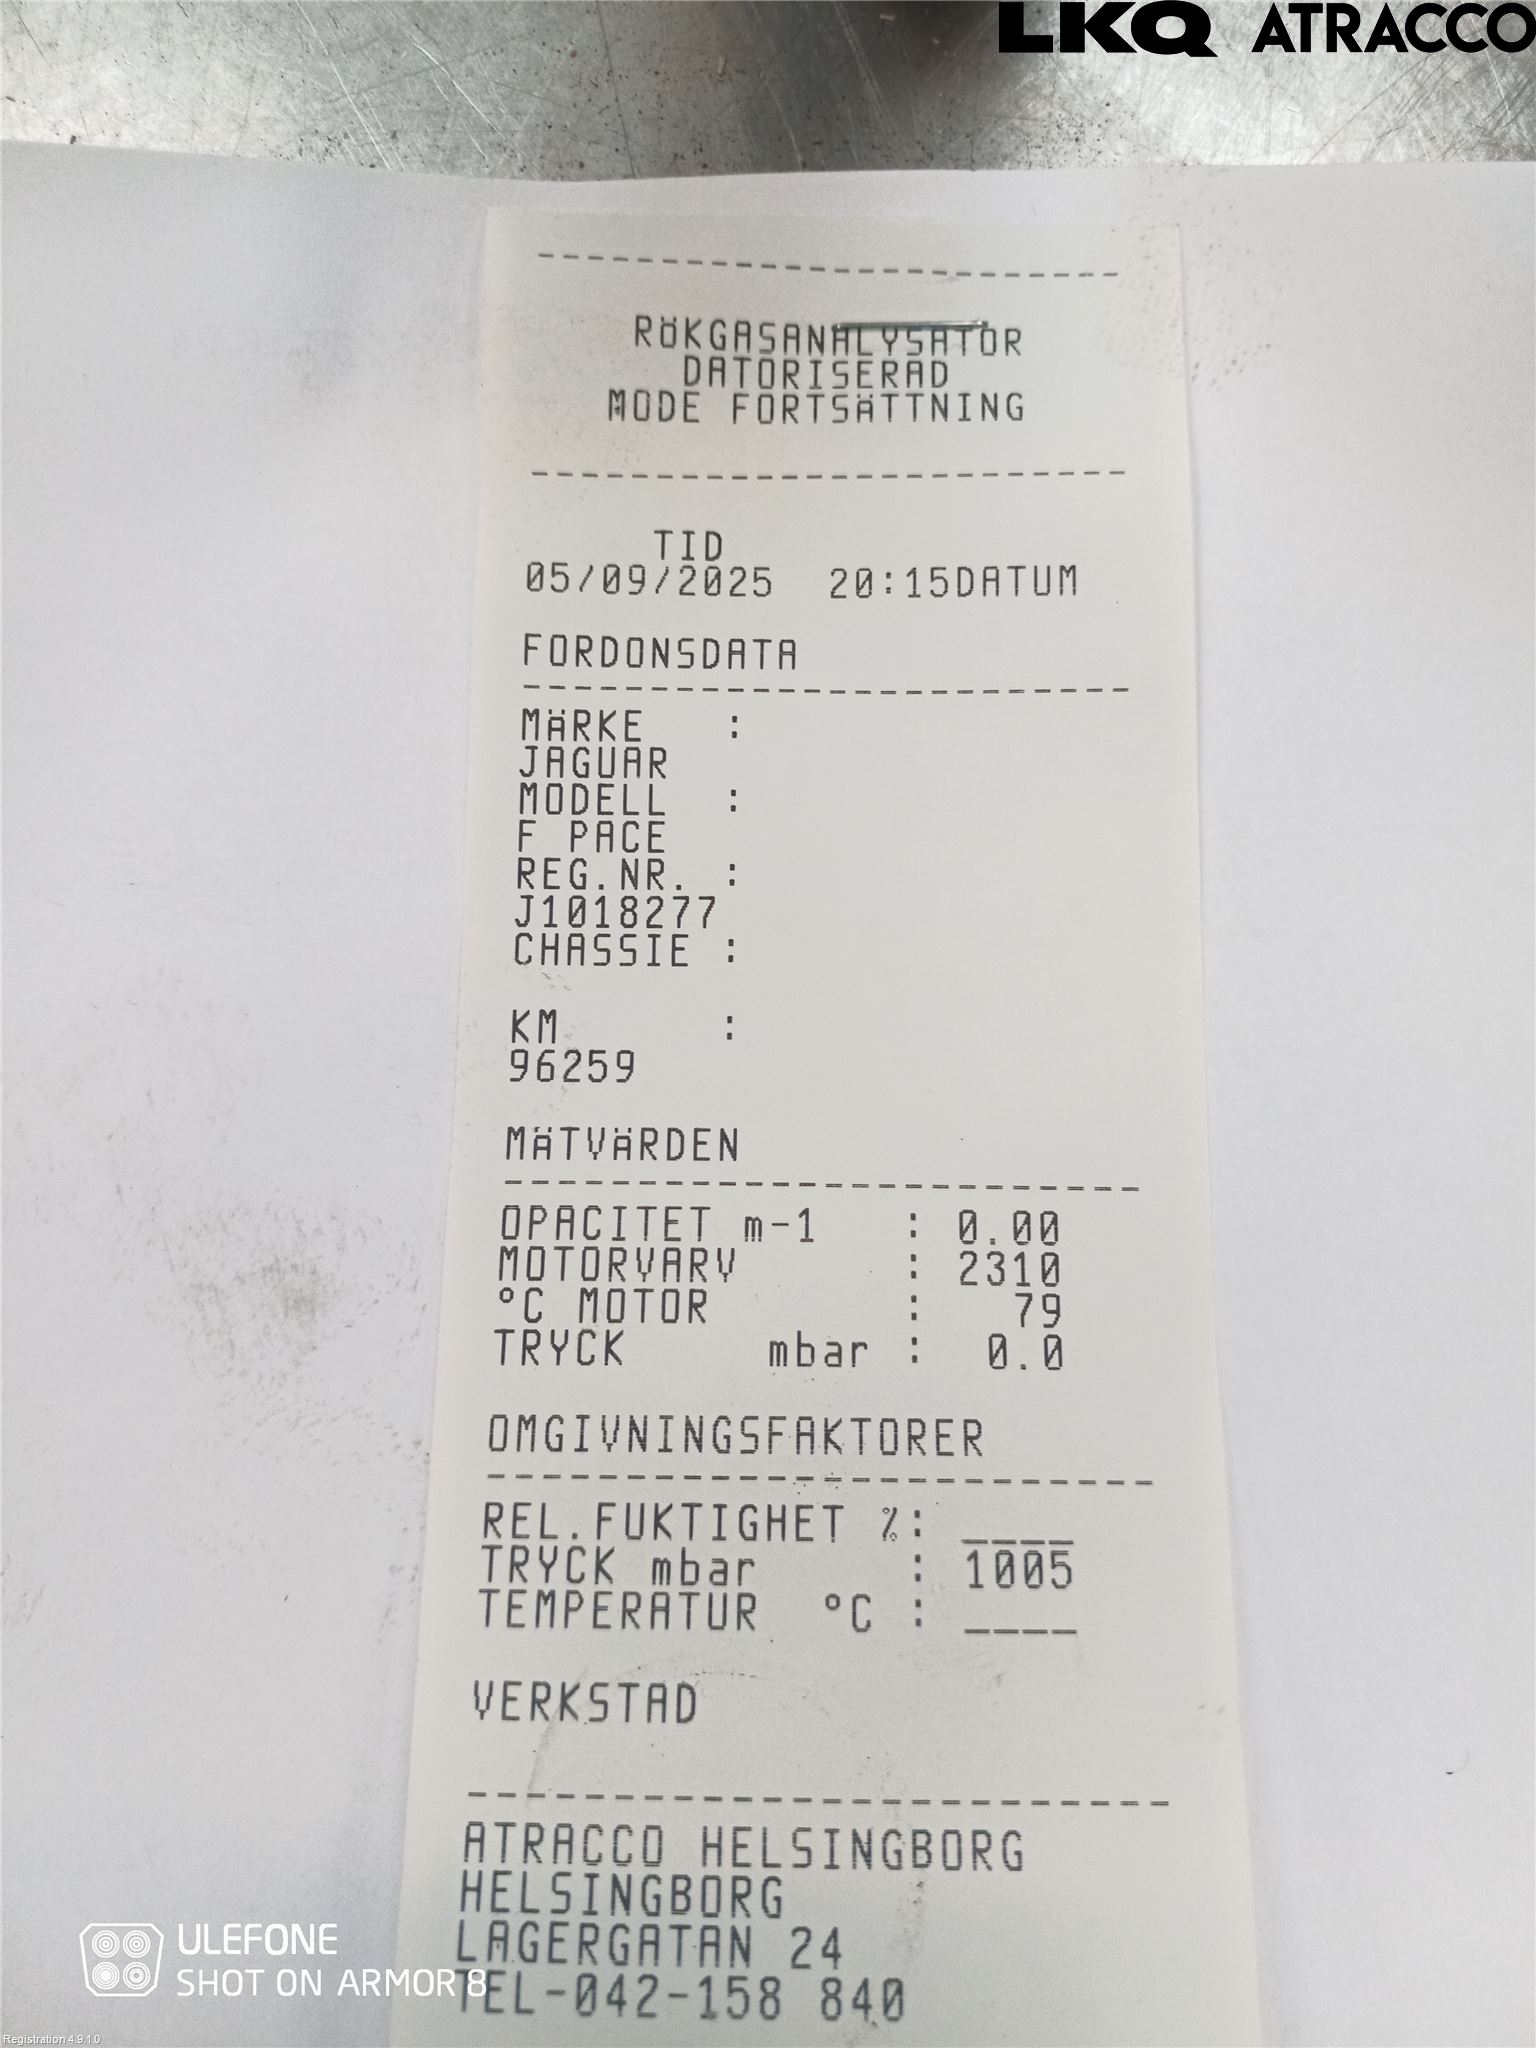 LKQ ATRACCO
RÖKGASANALYSATOR
DATORISERAD
MODE FORTSÄTTNING
TID
05/09/2025 20:15DATUM
FORDONSDATA
MÄRKE :
JAGUAR
MODELL :
F PACE
REG.NR. :
J1018277
CHASSIE :
KM :
96259
MÄTVÄRDEN
OPACITET m-1 : 0.00
MOTORVARV : 2310
°C MOTOR : 79
TRYCK mbar : 0.0
OMGIVNINGSFAKTORER
REL.FUKTIGHET %: ____
TRYCK mbar : 1005
TEMPERATUR °C : ____
VERKSTAD
ATRACCO HELSINGBORG
HELSINGBORG
LAGERGATAN 24
TEL-042-158 840
ULEFONE
SHOT ON ARMOR 8
Registration 4.9.1.0